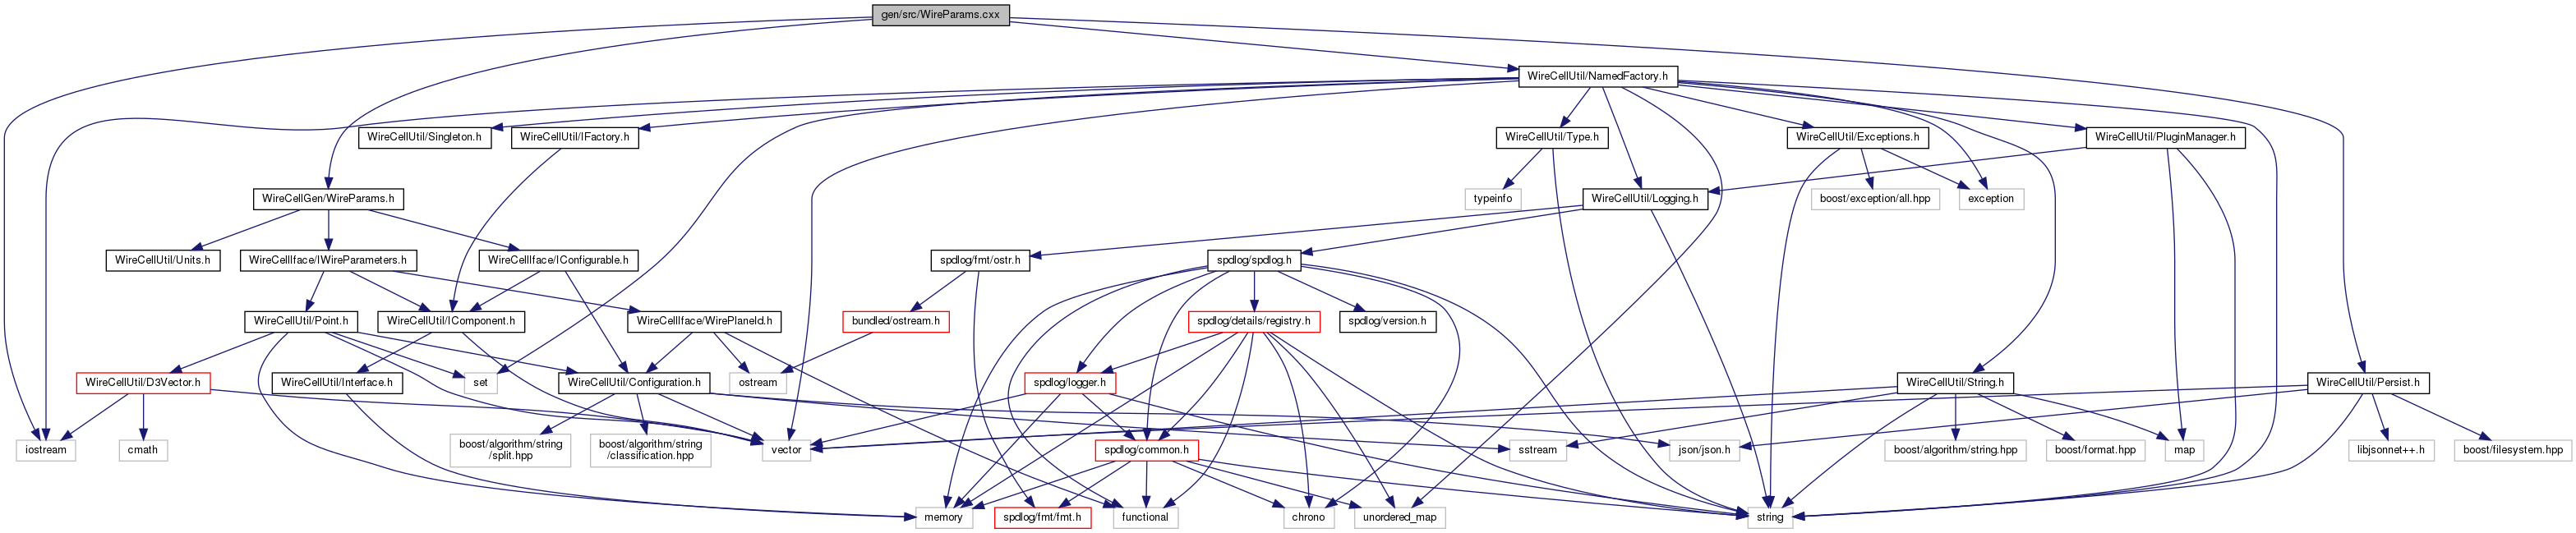 gen/src/WireParams.cxx
WireCellUtil/NamedFactory.h
WireCellUtil/Singleton.h
WireCellUtil/IFactory.h
WireCellUtil/Type.h
WireCellUtil/Exceptions.h
WireCellUtil/PluginManager.h
WireCellGen/WireParams.h
typeinfo
WireCellUtil/Logging.h
boost/exception/all.hpp
exception
WireCellUtil/Units.h
WireCellIface/IWireParameters.h
WireCellIface/IConfigurable.h
spdlog/fmt/ostr.h
spdlog/spdlog.h
WireCellUtil/Point.h
WireCellUtil/IComponent.h
WireCellIface/WirePlaneId.h
bundled/ostream.h
spdlog/details/registry.h
spdlog/version.h
WireCellUtil/D3Vector.h
WireCellUtil/Interface.h
set
WireCellUtil/Configuration.h
ostream
spdlog/logger.h
WireCellUtil/String.h
WireCellUtil/Persist.h
iostream
cmath
boost/algorithm/string
/split.hpp
boost/algorithm/string
/classification.hpp
vector
spdlog/common.h
sstream
json/json.h
boost/algorithm/string.hpp
boost/format.hpp
map
libjsonnet++.h
boost/filesystem.hpp
memory
spdlog/fmt/fmt.h
functional
chrono
unordered_map
string